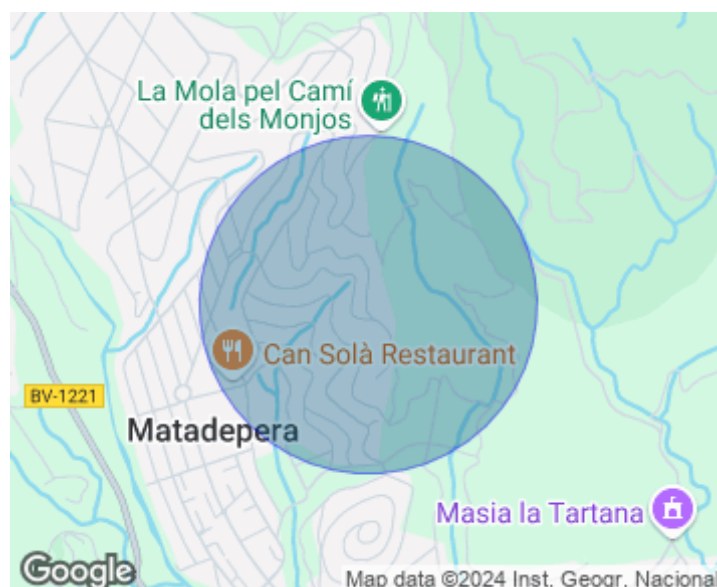 La Mola pel Camí
dels Monjos
Can Solà Restaurant
BV-1221
Matadepera
Masia la Tartana
Google
Map data ©2024 Inst. Geogr. Nacional